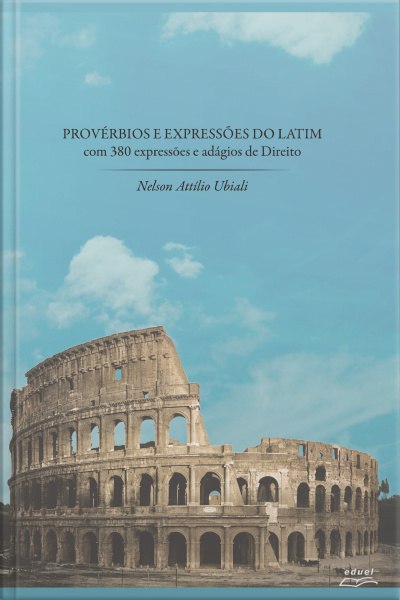 PROVÉRBIOS E EXPRESSÕES DO LATIM
com 380 expressões e adágios de Direito
Nelson Attílio Ubiali
eduel